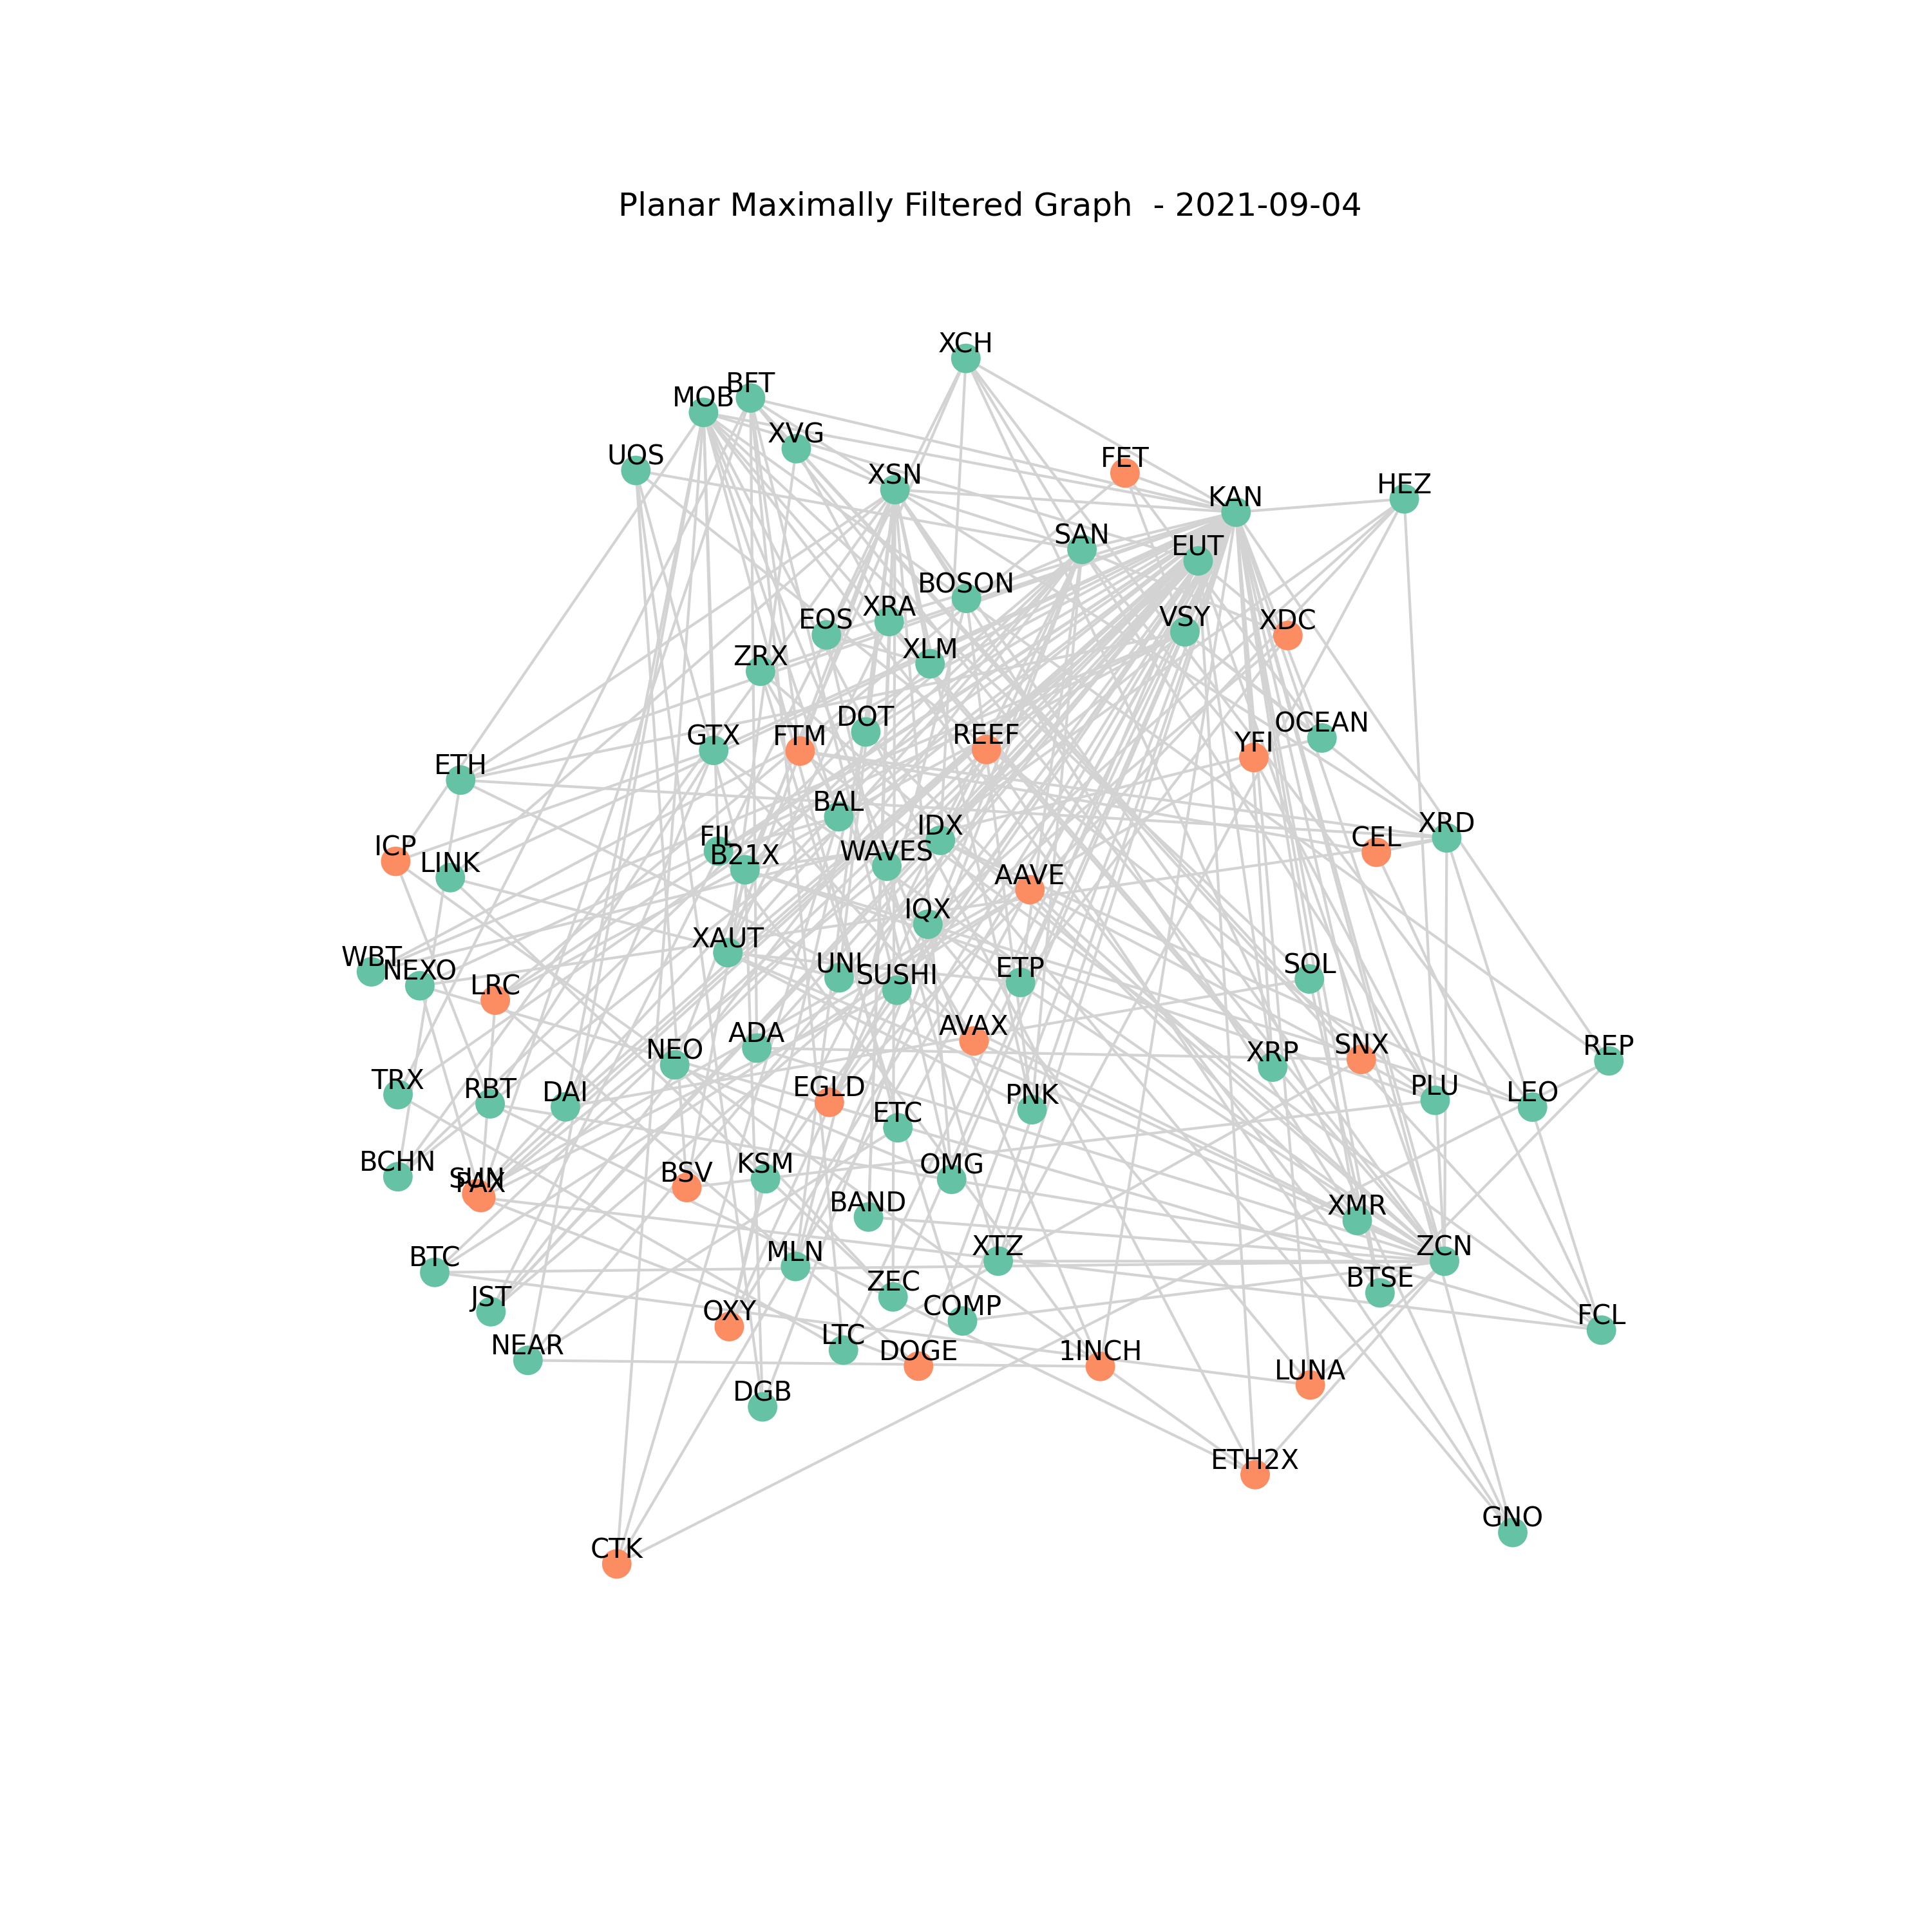 Planar Maximally Filtered Graph  - 2021-09-04
XCH
BFT
MOB
XVG
UOS
FET
XSN
HEZ
KAN
SAN
EUT
BOSON
XRA
EOS
VSY
XDC
XLM
ZRX
DOT
OCEAN
GTX
FTM
REEF
YFI
ETH
BAL
IDX
XRD
CEL
ICP
FIL
B21X
WAVES
LINK
AAVE
IQX
XAUT
WBT
UNI
SOL
ETP
NEXO
SUSHI
LRC
ADA
AVAX
SNX
REP
NEO
XRP
TRX
PLU
RBT
DAI
EGLD
PNK
LEO
ETC
BCHN
KSM
OMG
BSV
SUN
PAX
BAND
XMR
BTC
MLN
XTZ
ZCN
ZEC
BTSE
JST
COMP
OXY
FCL
LTC
NEAR
DOGE
1INCH
LUNA
DGB
ETH2X
GNO
CTK